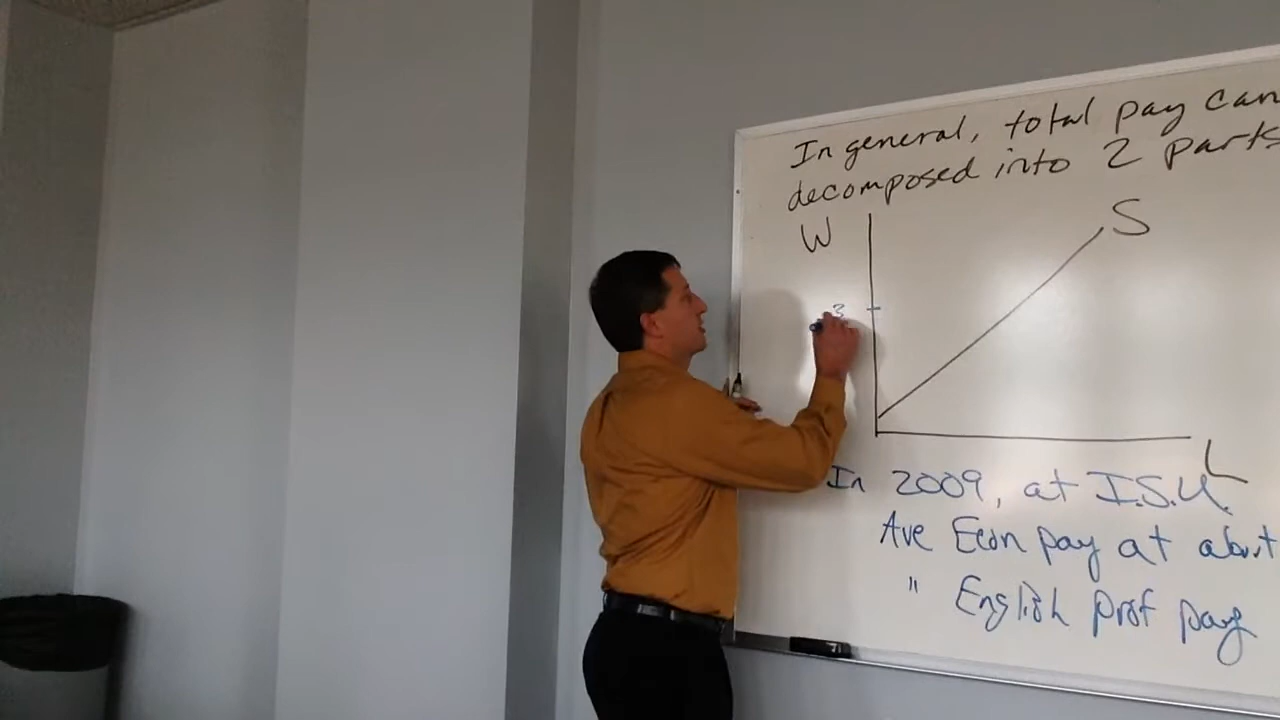 In general, total pay can
decomposed into 2 parts
W
S
3
L
In 2009, at I.S.U.
Ave Econ pay at about
" English prof pay